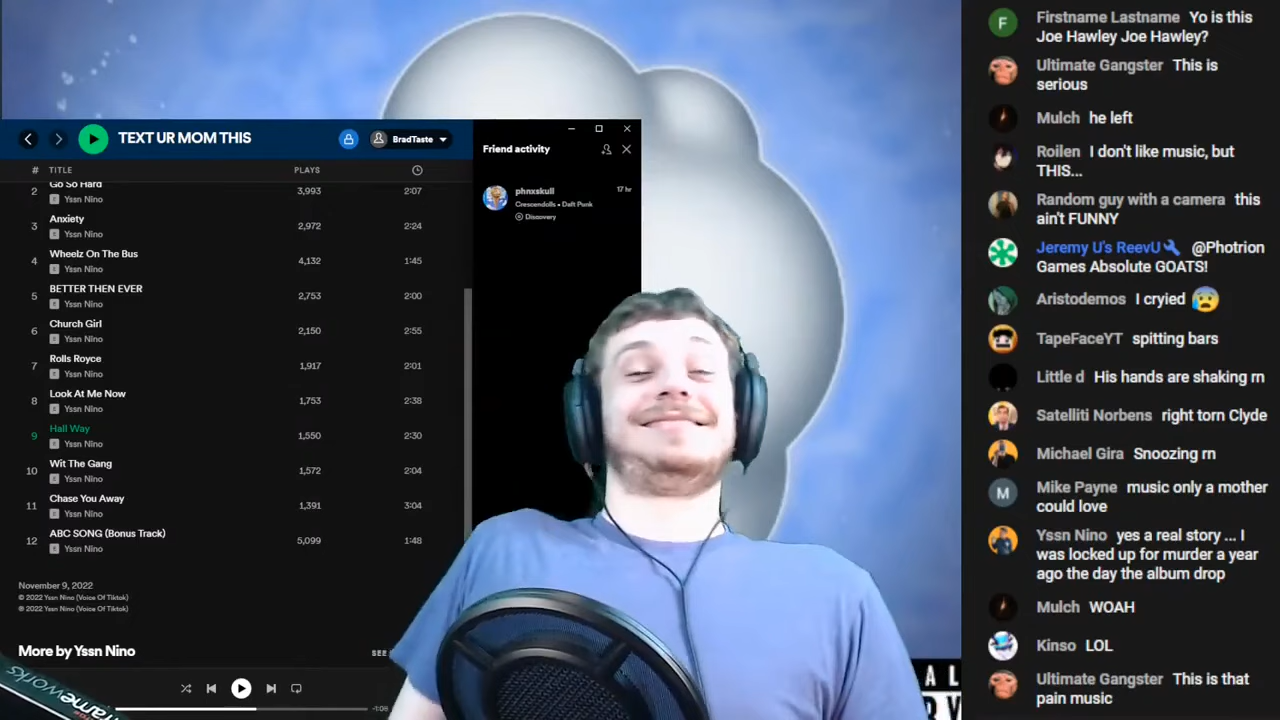 TEXT UR MOM THIS
BradTaste
# TITLE PLAYS
2 Go So Hard 3,993 2:07
E Yssn Nino
3 Anxiety 2,972 2:24
E Yssn Nino
4 Wheelz On The Bus 4,132 1:45
E Yssn Nino
5 BETTER THEN EVER 2,753 2:00
E Yssn Nino
6 Church Girl 2,150 2:55
E Yssn Nino
7 Rolls Royce 1,917 2:01
E Yssn Nino
8 Look At Me Now 1,753 2:38
E Yssn Nino
9 Hall Way 1,550 2:30
E Yssn Nino
10 Wit The Gang 1,572 2:04
E Yssn Nino
11 Chase You Away 1,391 3:04
E Yssn Nino
12 ABC SONG (Bonus Track) 5,099 1:48
E Yssn Nino
November 9, 2022
© 2022 Yssn Nino (Voice Of Tiktok)
℗ 2022 Yssn Nino (Voice Of Tiktok)
More by Yssn Nino SEE
Friend activity
phnxskull 17 hr
Crescendolls • Daft Punk
Discovery
Firstname Lastname Yo is this
Joe Hawley Joe Hawley?
Ultimate Gangster This is
serious
Mulch he left
Roilen I don't like music, but
THIS...
Random guy with a camera this
ain't FUNNY
Jeremy U's ReevU @Photrion
Games Absolute GOATS!
Aristodemos I cryied 😰
TapeFaceYT spitting bars
Little d His hands are shaking rn
Satelliti Norbens right torn Clyde
Michael Gira Snoozing rn
Mike Payne music only a mother
could love
Yssn Nino yes a real story ... I
was locked up for murder a year
ago the day the album drop
Mulch WOAH
Kinso LOL
Ultimate Gangster This is that
pain music